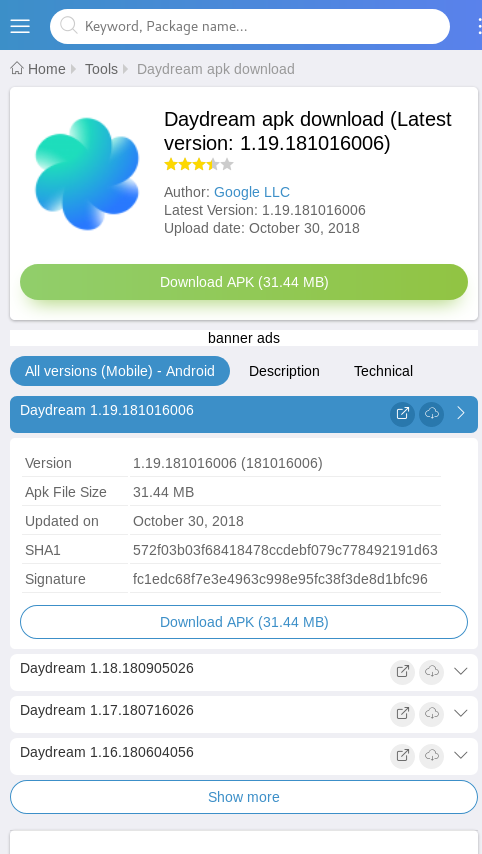 Keyword, Package name...
Home Tools Daydream apk download
Daydream apk download (Latest
version: 1.19.181016006)
Author: Google LLC
Latest Version: 1.19.181016006
Upload date: October 30, 2018
Download APK (31.44 MB)
banner ads
All versions (Mobile) - Android Description Technical
Daydream 1.19.181016006
Version 1.19.181016006 (181016006)
Apk File Size 31.44 MB
Updated on October 30, 2018
SHA1 572f03b03f68418478ccdebf079c778492191d63
Signature fc1edc68f7e3e4963c998e95fc38f3de8d1bfc96
Download APK (31.44 MB)
Daydream 1.18.180905026
Daydream 1.17.180716026
Daydream 1.16.180604056
Show more